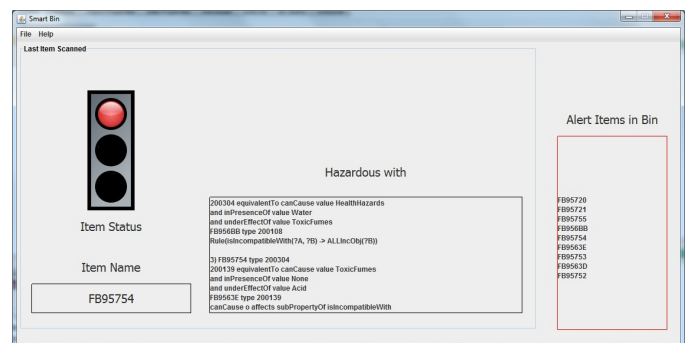 Smart Bin
File Help
Last Item Scanned
Alert Items in Bin
Hazardous with
200304 equivalentTo canCause value HealthHazards
and inPresenceOf value Water
and underEffectOf value ToxicFumes
FB956BB type 200108
Rule(isIncompatibleWith(?A, ?B) -> ALLIncObj(?B))
3) FB95754 type 200304
200139 equivalentTo canCause value ToxicFumes
and inPresenceOf value None
and underEffectOf value Acid
FB9563E type 200139
canCause o affects subPropertyOf isIncompatibleWith
Item Status
Item Name
FB95754
FB95720
FB95721
FB95755
FB956BB
FB95754
FB9563E
FB95753
FB9563D
FB95752